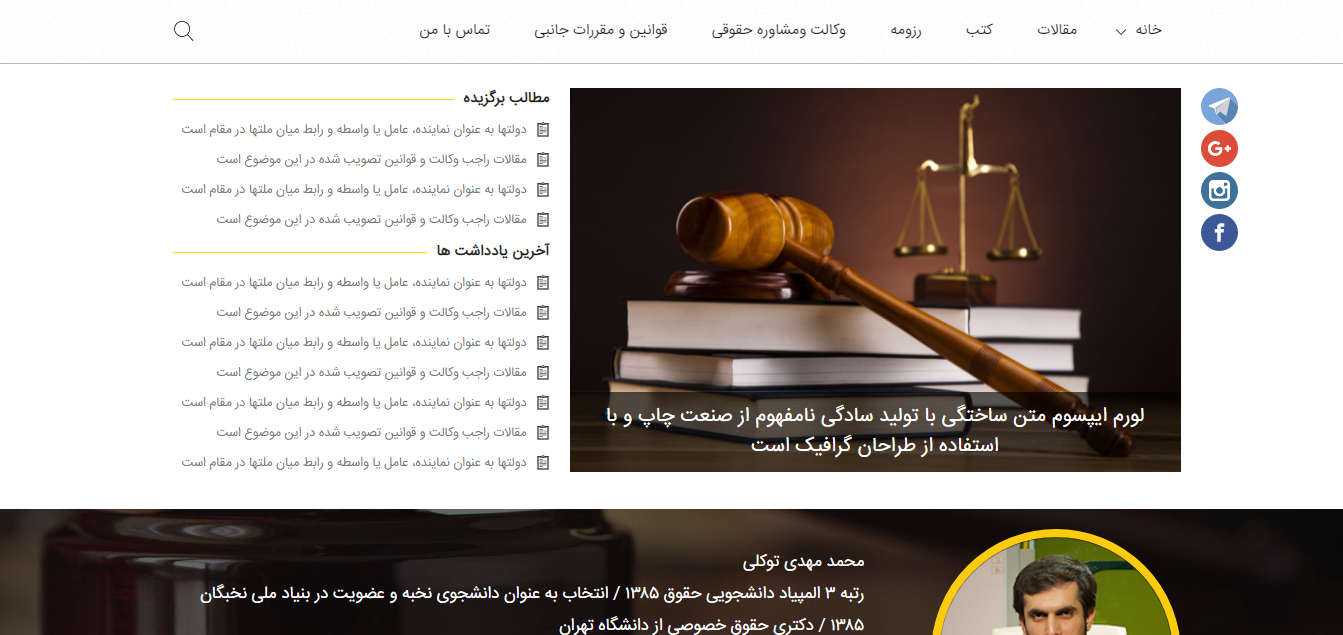 خانه مقالات کتب رزومه وکالت ومشاوره حقوقی قوانین و مقررات جانبی تماس با من
G+
لورم ایپسوم متن ساختگی با تولید سادگی نامفهوم از صنعت چاپ و با
استفاده از طراحان گرافیک است
مطالب برگزیده
دولتها به عنوان نماینده، عامل یا واسطه و رابط میان ملتها در مقام است
مقالات راجب وکالت و قوانین تصویب شده در این موضوع است
دولتها به عنوان نماینده، عامل یا واسطه و رابط میان ملتها در مقام است
مقالات راجب وکالت و قوانین تصویب شده در این موضوع است
آخرین یادداشت ها
دولتها به عنوان نماینده، عامل یا واسطه و رابط میان ملتها در مقام است
مقالات راجب وکالت و قوانین تصویب شده در این موضوع است
دولتها به عنوان نماینده، عامل یا واسطه و رابط میان ملتها در مقام است
مقالات راجب وکالت و قوانین تصویب شده در این موضوع است
دولتها به عنوان نماینده، عامل یا واسطه و رابط میان ملتها در مقام است
مقالات راجب وکالت و قوانین تصویب شده در این موضوع است
دولتها به عنوان نماینده، عامل یا واسطه و رابط میان ملتها در مقام است
محمد مهدی توکلی
رتبه ۳ المپیاد دانشجویی حقوق ۱۳۸۵ / انتخاب به عنوان دانشجوی نخبه و عضویت در بنیاد ملی نخبگان
۱۳۸۵ / دکتری حقوق خصوصی از دانشگاه تهران